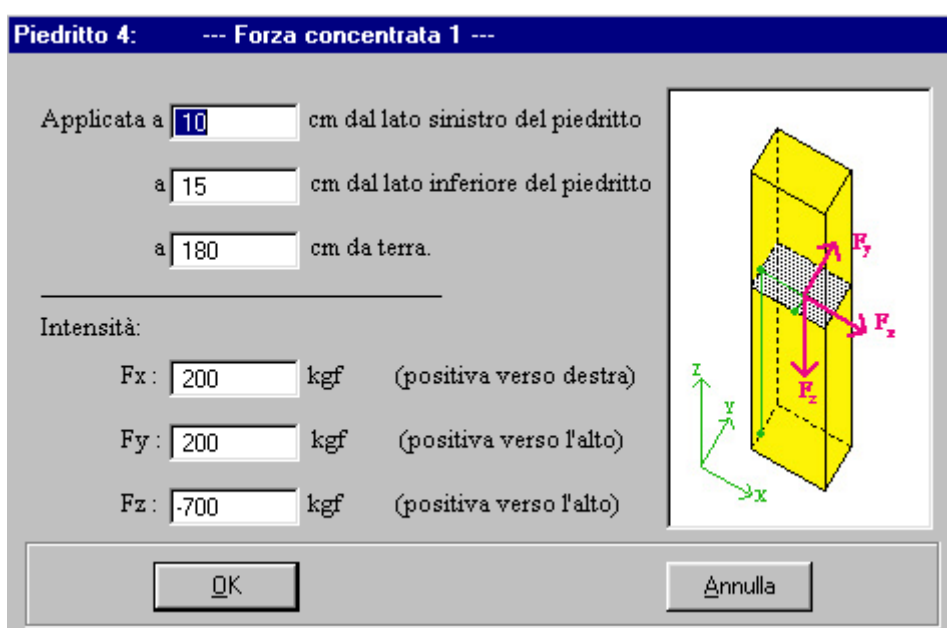 Piedritto 4: --- Forza concentrata 1 ---
Applicata a 10 cm dal lato sinistro del piedritto
a 15 cm dal lato inferiore del piedritto
a 180 cm da terra.
Intensità:
Fx : 200 kgf (positiva verso destra)
Fy : 200 kgf (positiva verso l'alto)
Fz : -700 kgf (positiva verso l'alto)
Fy
Fx
Fz
z
y
x
OK
Annulla